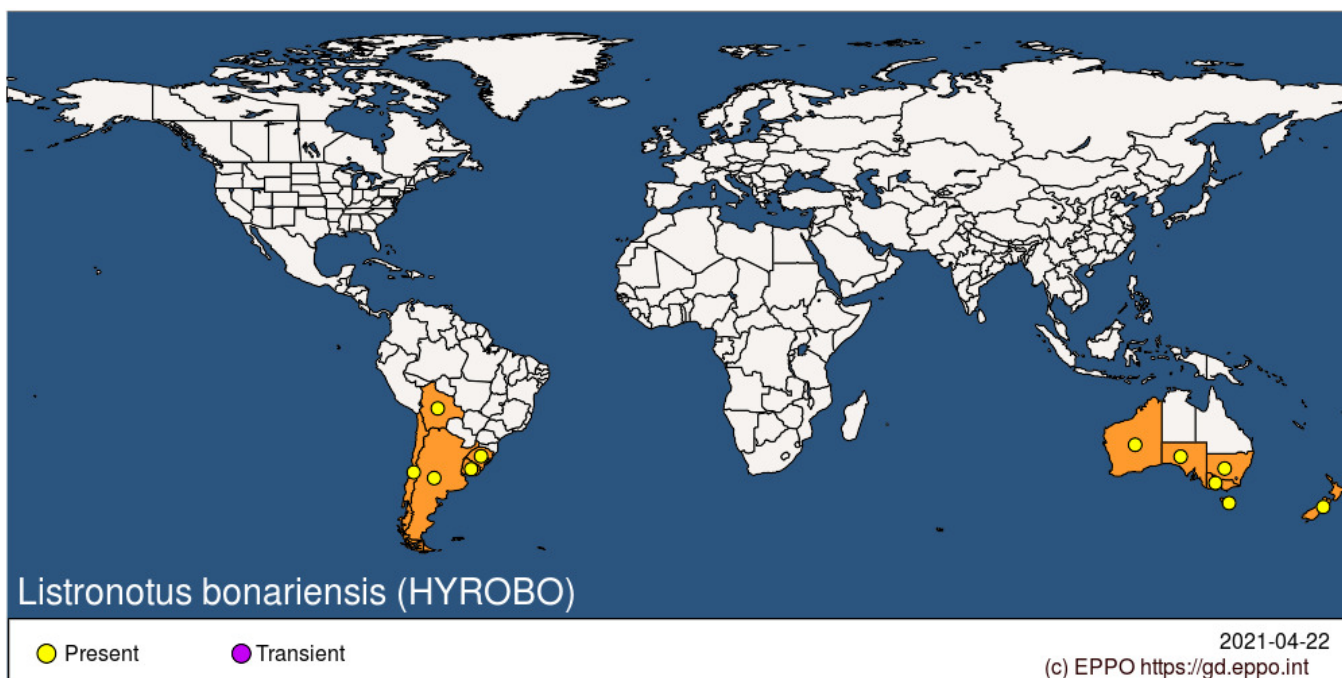 Listronotus bonariensis (HYROBO)
Present
Transient
2021-04-22
(c) EPPO https://gd.eppo.int